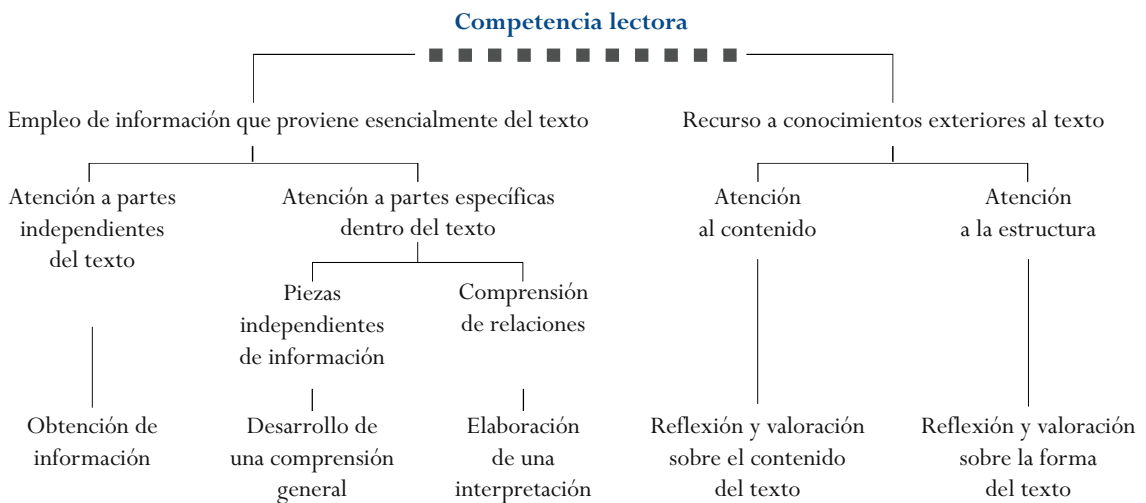 Competencia lectora
Empleo de información que proviene esencialmente del texto
Recurso a conocimientos exteriores al texto
Atención a partes
independientes
del texto
Atención a partes específicas
dentro del texto
Atención
al contenido
Atención
a la estructura
Piezas
independientes
de información
Comprensión
de relaciones
Obtención de
información
Desarrollo de
una comprensión
general
Elaboración
de una
interpretación
Reflexión y valoración
sobre el contenido
del texto
Reflexión y valoración
sobre la forma
del texto